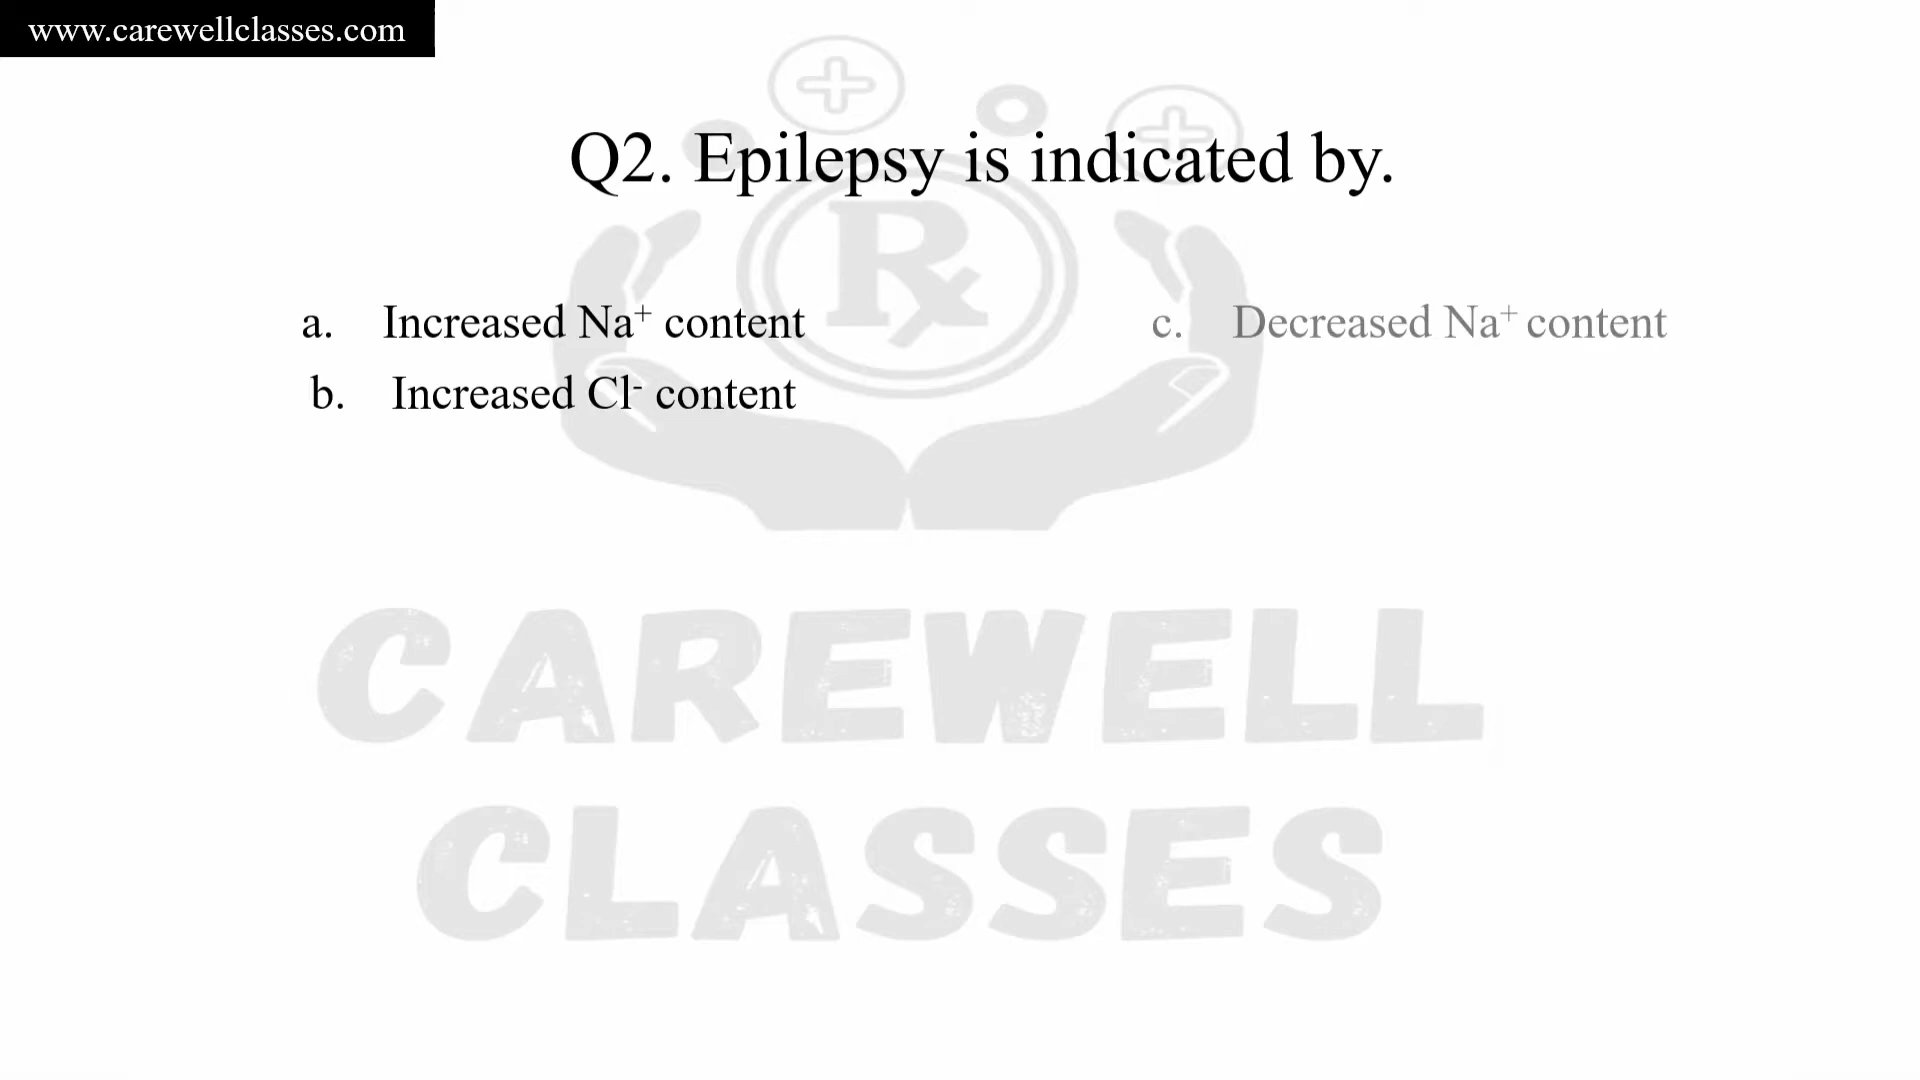 www.carewellclasses.com
Q2. Epilepsy is indicated by.
a. Increased Na⁺ content
c. Decreased Na⁺ content
b. Increased Cl⁻ content
Rx
CAREWELL
CLASSES